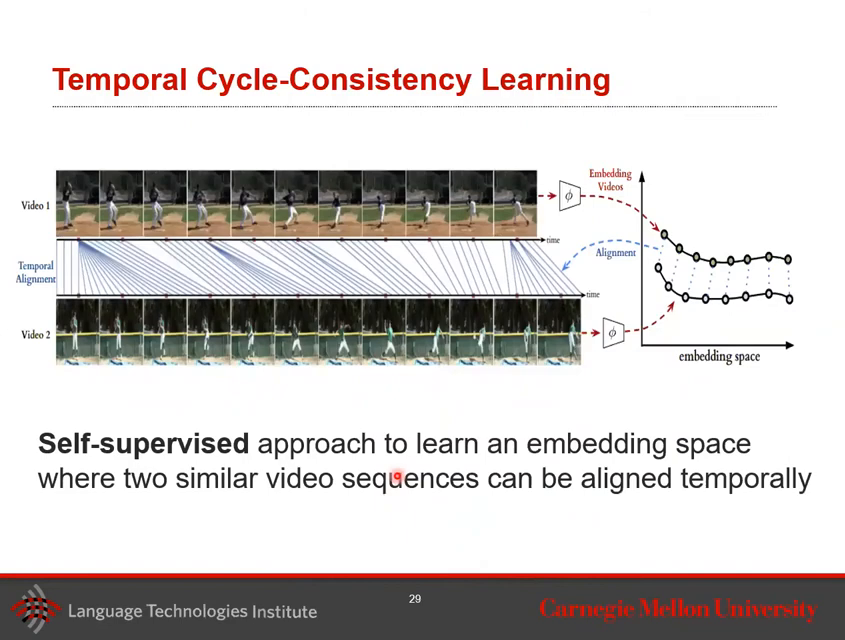 Temporal Cycle-Consistency Learning
Video 1
ϕ
Embedding
Videos
time
Temporal
Alignment
Alignment
time
Video 2
ϕ
embedding space
Self-supervised approach to learn an embedding space
where two similar video sequences can be aligned temporally
Language Technologies Institute
29
Carnegie Mellon University